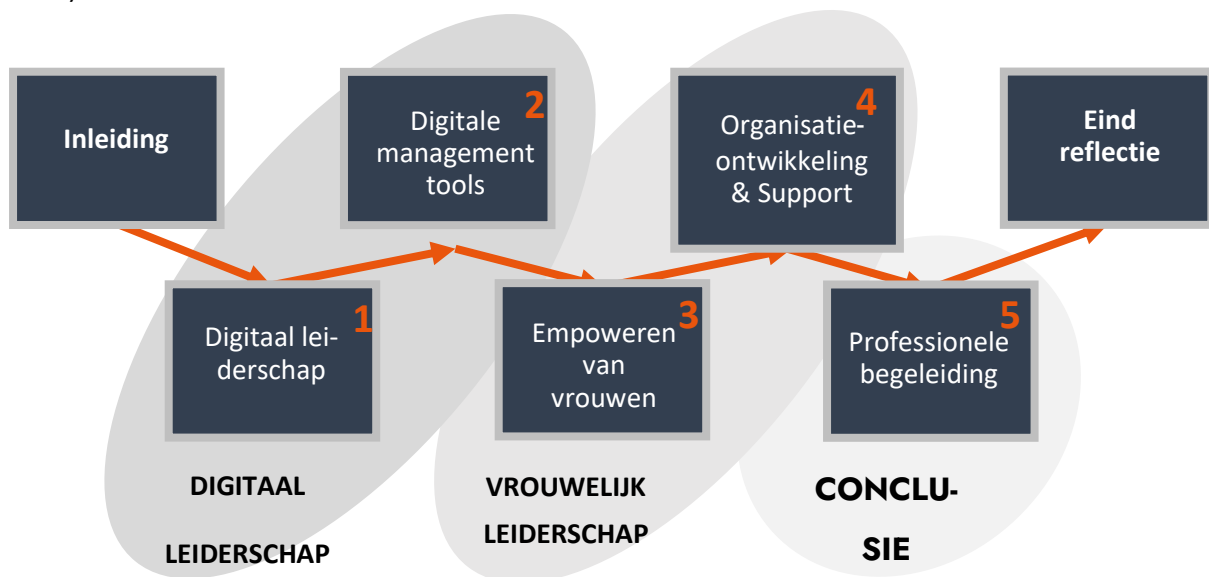 Inleiding
1
Digitaal lei-
derschap
2
Digitale
management
tools
3
Empoweren
van
vrouwen
4
Organisatie-
ontwikkeling
& Support
5
Professionele
begeleiding
Eind
reflectie
DIGITAAL
LEIDERSCHAP
VROUWELIJK
LEIDERSCHAP
CONCLU-
SIE